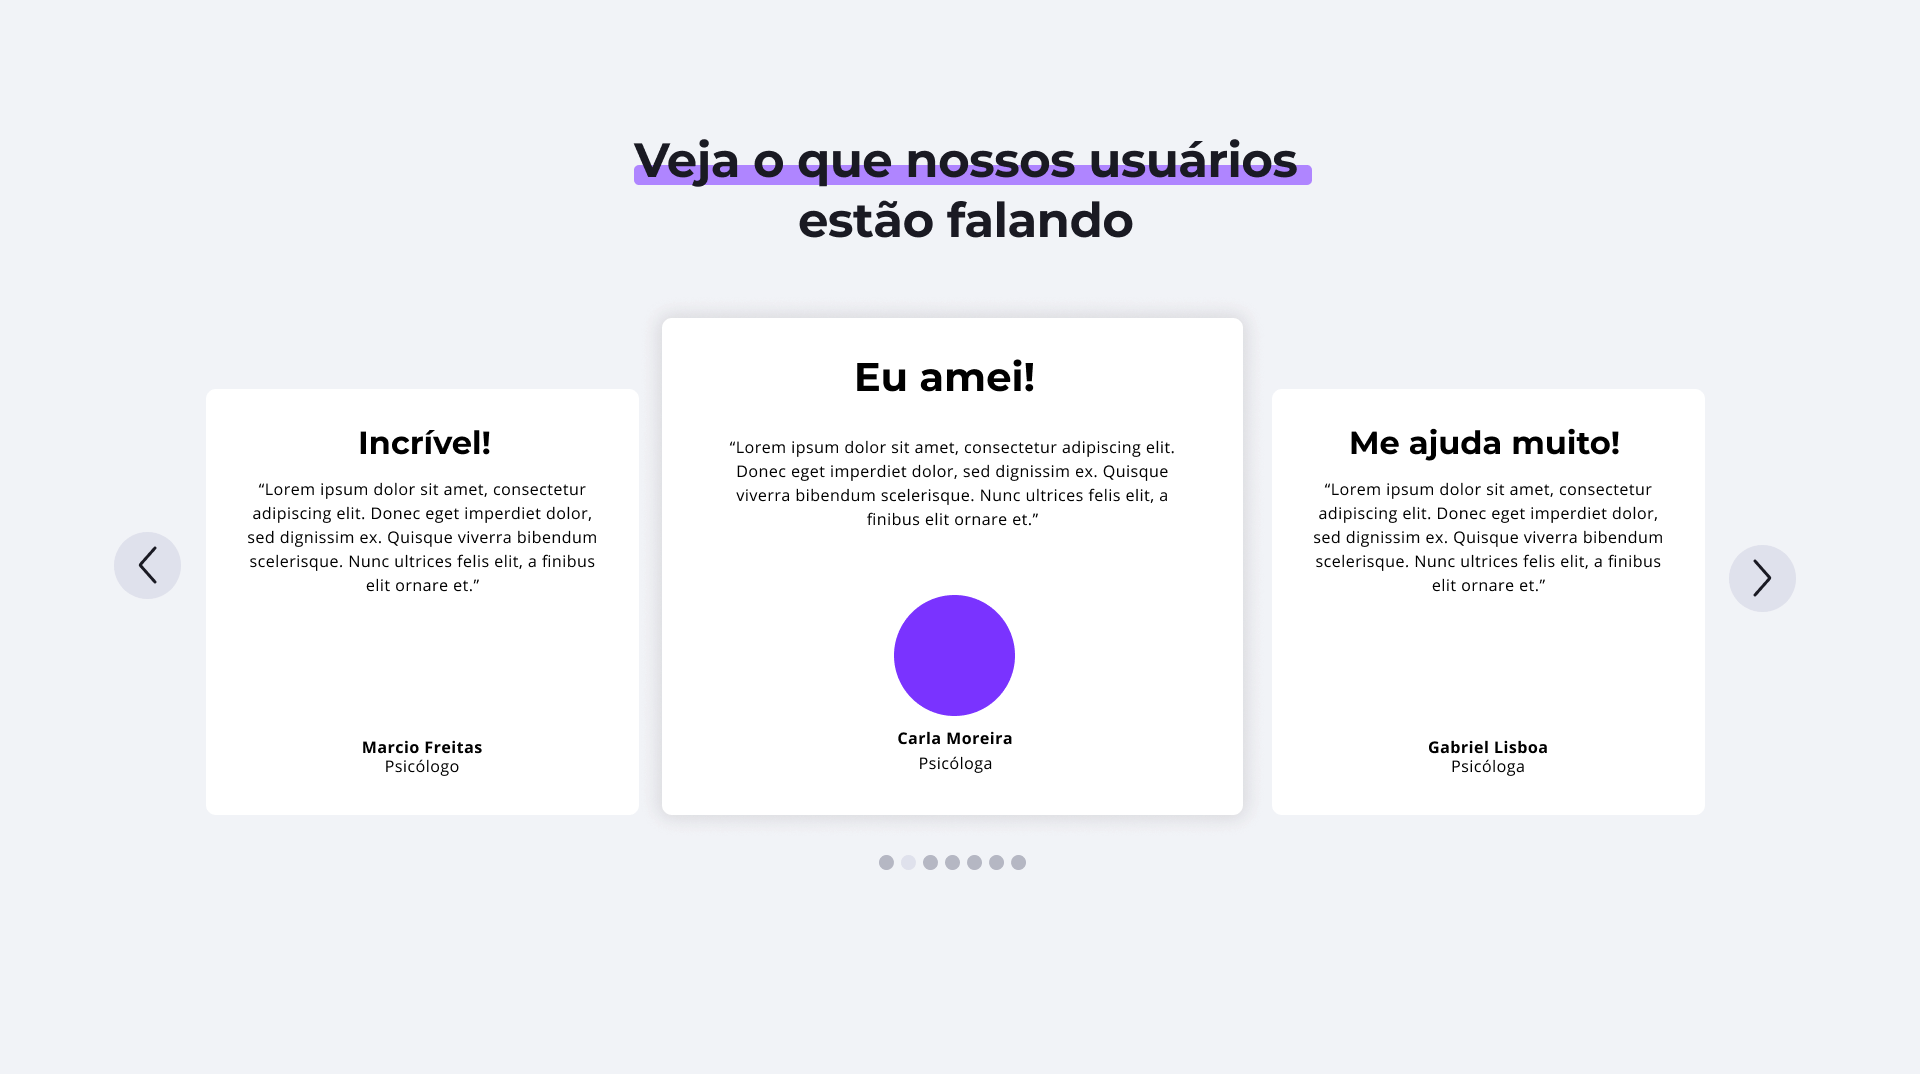 Veja o que nossos usuários
estão falando
Incrível!
“Lorem ipsum dolor sit amet, consectetur
adipiscing elit. Donec eget imperdiet dolor,
sed dignissim ex. Quisque viverra bibendum
scelerisque. Nunc ultrices felis elit, a finibus
elit ornare et.”
Marcio Freitas
Psicólogo
Eu amei!
“Lorem ipsum dolor sit amet, consectetur adipiscing elit.
Donec eget imperdiet dolor, sed dignissim ex. Quisque
viverra bibendum scelerisque. Nunc ultrices felis elit, a
finibus elit ornare et.”
Carla Moreira
Psicóloga
Me ajuda muito!
“Lorem ipsum dolor sit amet, consectetur
adipiscing elit. Donec eget imperdiet dolor,
sed dignissim ex. Quisque viverra bibendum
scelerisque. Nunc ultrices felis elit, a finibus
elit ornare et.”
Gabriel Lisboa
Psicóloga